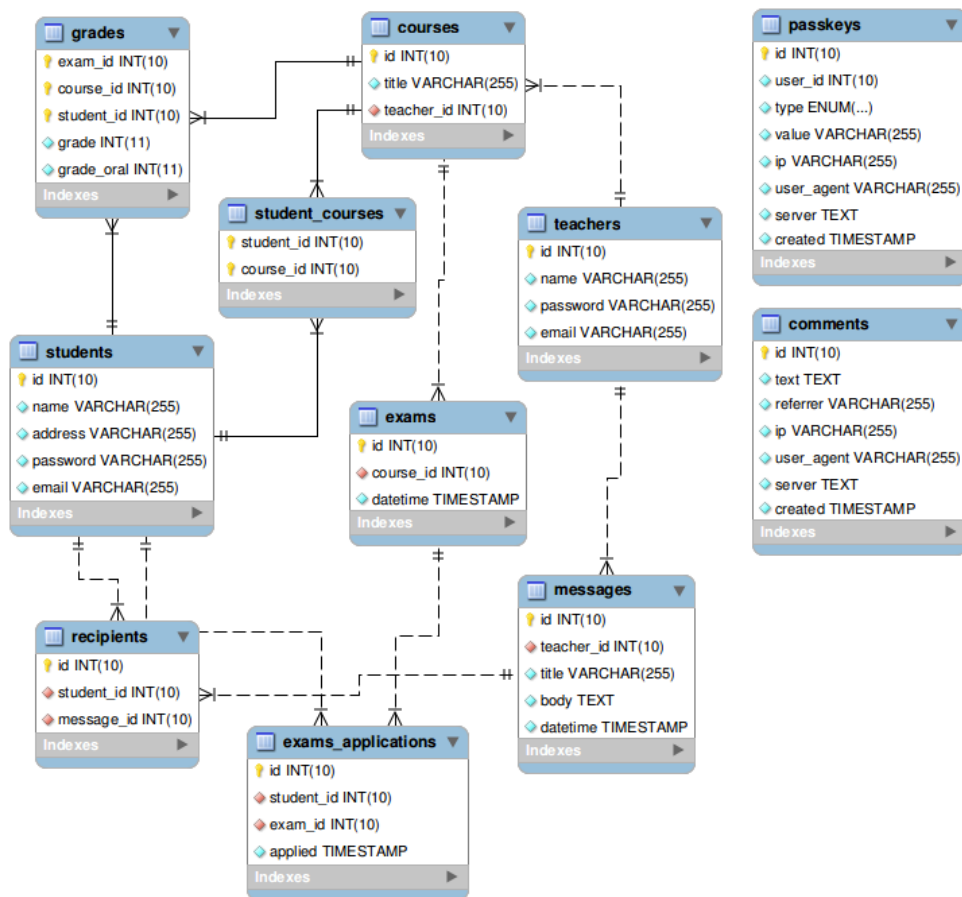 grades
exam_id INT(10)
course_id INT(10)
student_id INT(10)
grade INT(11)
grade_oral INT(11)
Indexes
courses
id INT(10)
title VARCHAR(255)
teacher_id INT(10)
Indexes
passkeys
id INT(10)
user_id INT(10)
type ENUM(...)
value VARCHAR(255)
ip VARCHAR(255)
user_agent VARCHAR(255)
server TEXT
created TIMESTAMP
Indexes
student_courses
student_id INT(10)
course_id INT(10)
Indexes
teachers
id INT(10)
name VARCHAR(255)
password VARCHAR(255)
email VARCHAR(255)
Indexes
comments
id INT(10)
text TEXT
referrer VARCHAR(255)
ip VARCHAR(255)
user_agent VARCHAR(255)
server TEXT
created TIMESTAMP
Indexes
students
id INT(10)
name VARCHAR(255)
address VARCHAR(255)
password VARCHAR(255)
email VARCHAR(255)
Indexes
exams
id INT(10)
course_id INT(10)
datetime TIMESTAMP
Indexes
messages
id INT(10)
teacher_id INT(10)
title VARCHAR(255)
body TEXT
datetime TIMESTAMP
Indexes
recipients
id INT(10)
student_id INT(10)
message_id INT(10)
Indexes
exams_applications
id INT(10)
student_id INT(10)
exam_id INT(10)
applied TIMESTAMP
Indexes